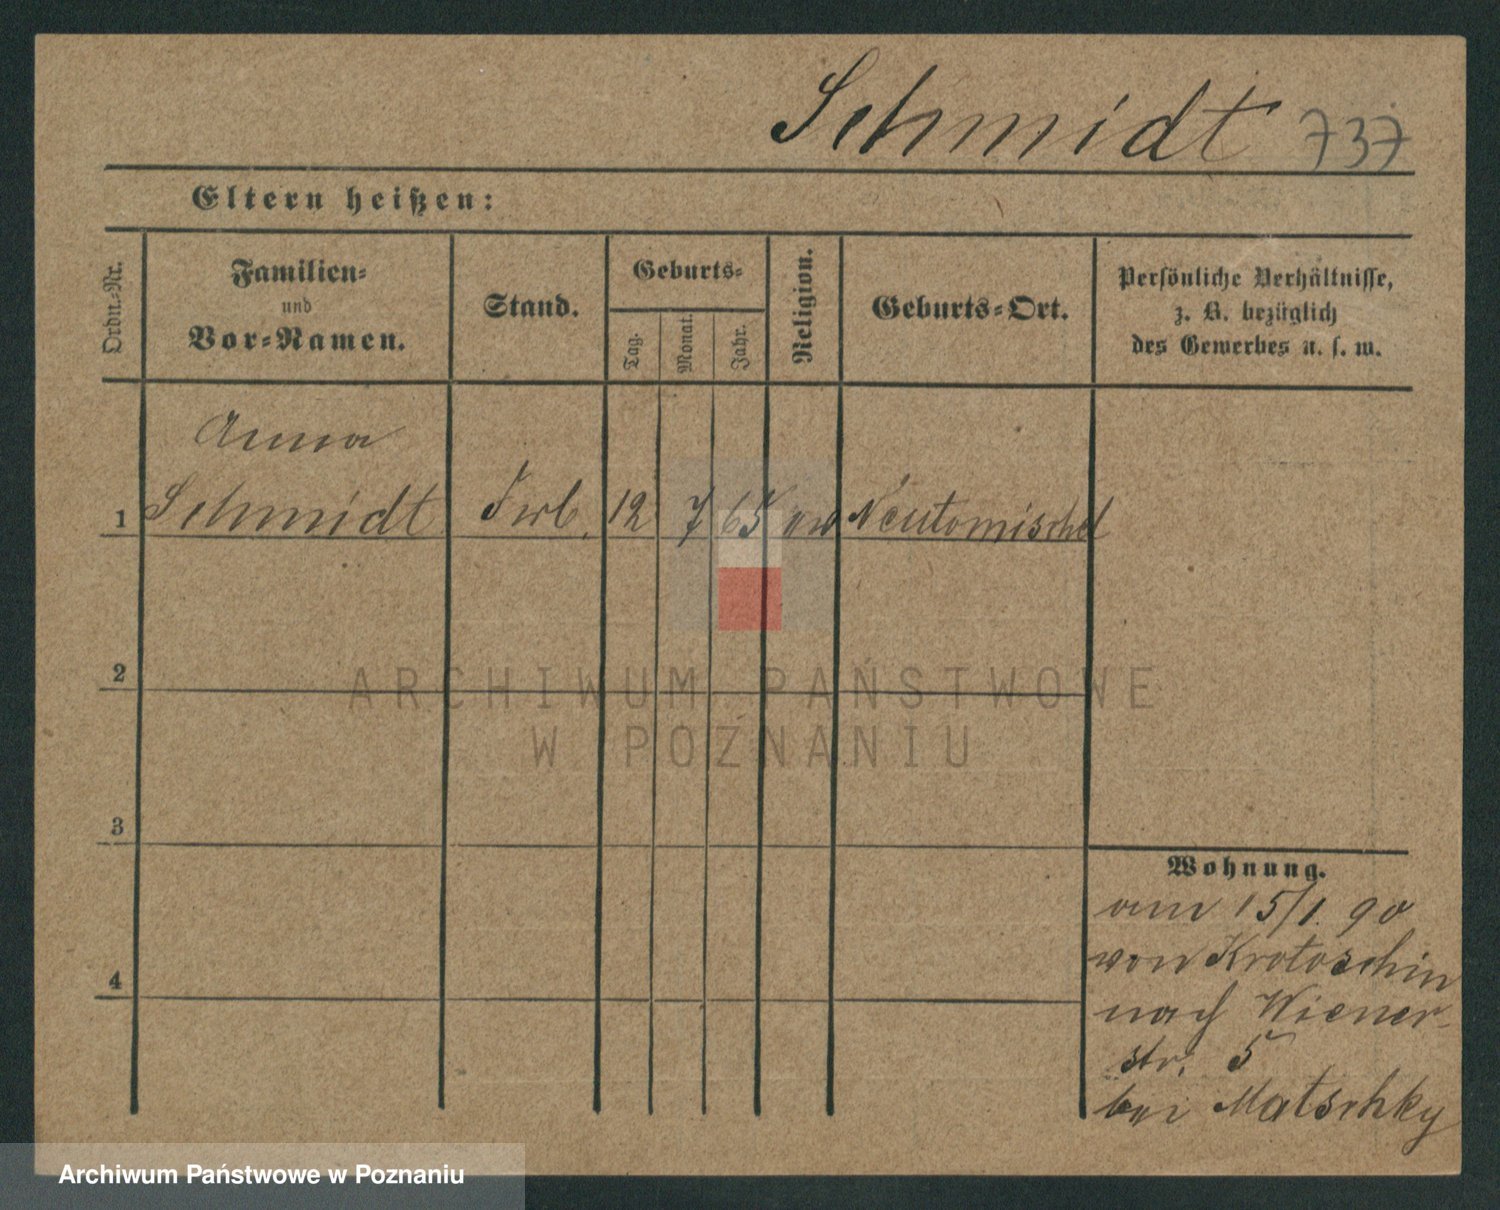 Schmidt 737
Eltern heißen:
Ordn.-Nr.
Familien-
und
Vor-Namen.
Stand.
Geburts-
Tag.
Monat.
Jahr.
Religion.
Geburts-Ort.
Persönliche Verhältnisse,
z. B. bezüglich
des Gewerbes u. s. w.
Anna
1 Schmidt 12 7 65 ev Neutomischel
2
3
4
Wohnung.
am 15/1. 90
von Krotoschin
nach Wiener-
str. 5
bei Matschky
ARCHIWUM PAŃSTWOWE
W POZNANIU
Archiwum Państwowe w Poznaniu